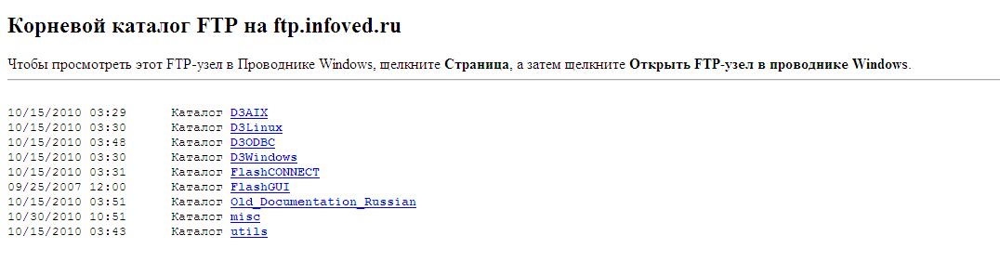 Корневой каталог FTP на ftp.infoved.ru
Чтобы просмотреть этот FTP-узел в Проводнике Windows, щелкните Страница, а затем щелкните Открыть FTP-узел в проводнике Windows.
10/15/2010 03:29 Каталог D3AIX
10/15/2010 03:30 Каталог D3Linux
10/15/2010 03:48 Каталог D3ODBC
10/15/2010 03:30 Каталог D3Windows
10/15/2010 03:31 Каталог FlashCONNECT
09/25/2007 12:00 Каталог FlashGUI
10/15/2010 03:51 Каталог Old_Documentation_Russian
10/30/2010 10:51 Каталог misc
10/15/2010 03:43 Каталог utils